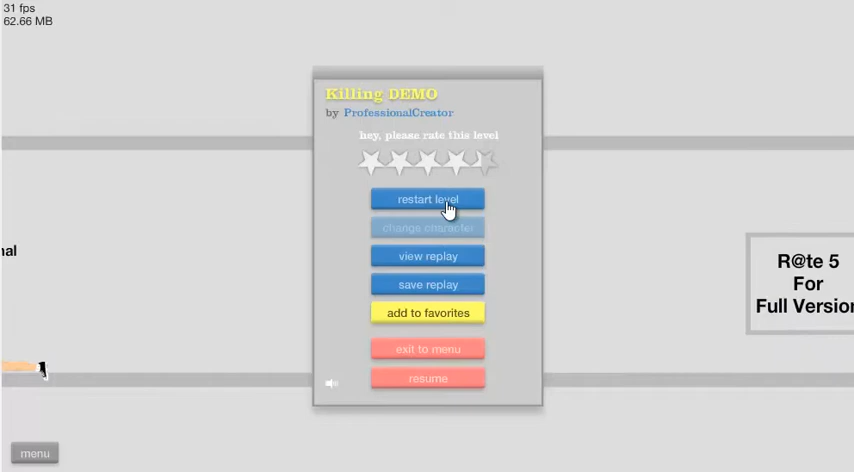 31 fps
62.66 MB
Killing DEMO
by ProfessionalCreator
hey, please rate this level
restart level
change character
view replay
save replay
add to favorites
exit to menu
resume
nal
R@te 5
For
Full Version
menu